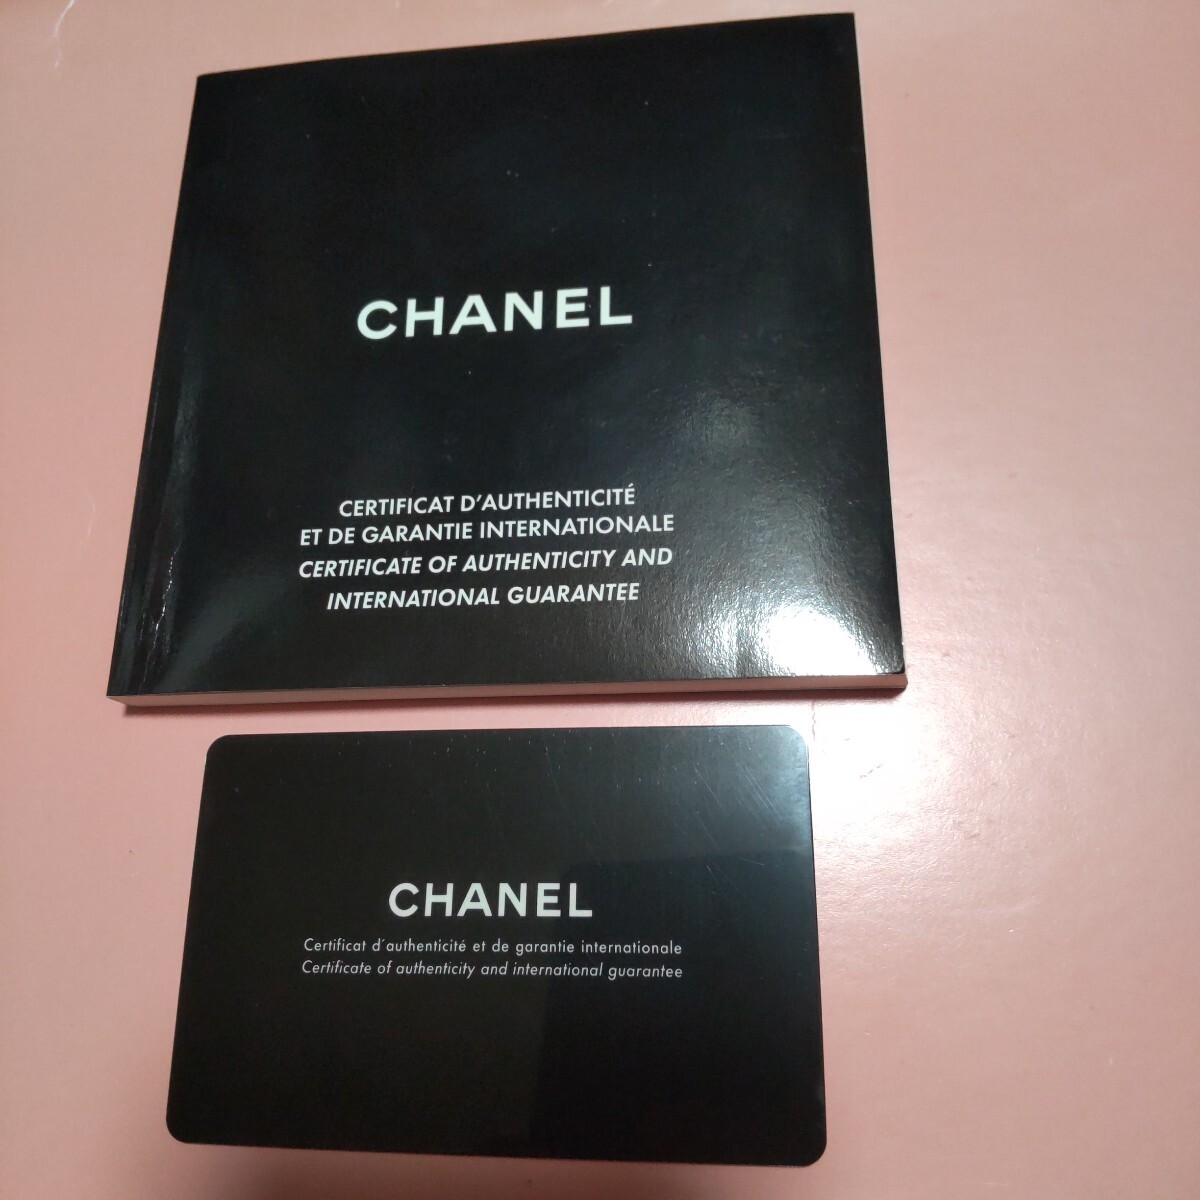 CHANEL
CERTIFICAT D'AUTHENTICITÉ
ET DE GARANTIE INTERNATIONALE
CERTIFICATE OF AUTHENTICITY AND
INTERNATIONAL GUARANTEE
CHANEL
Certificat d'authenticité et de garantie internationale
Certificate of authenticity and international guarantee